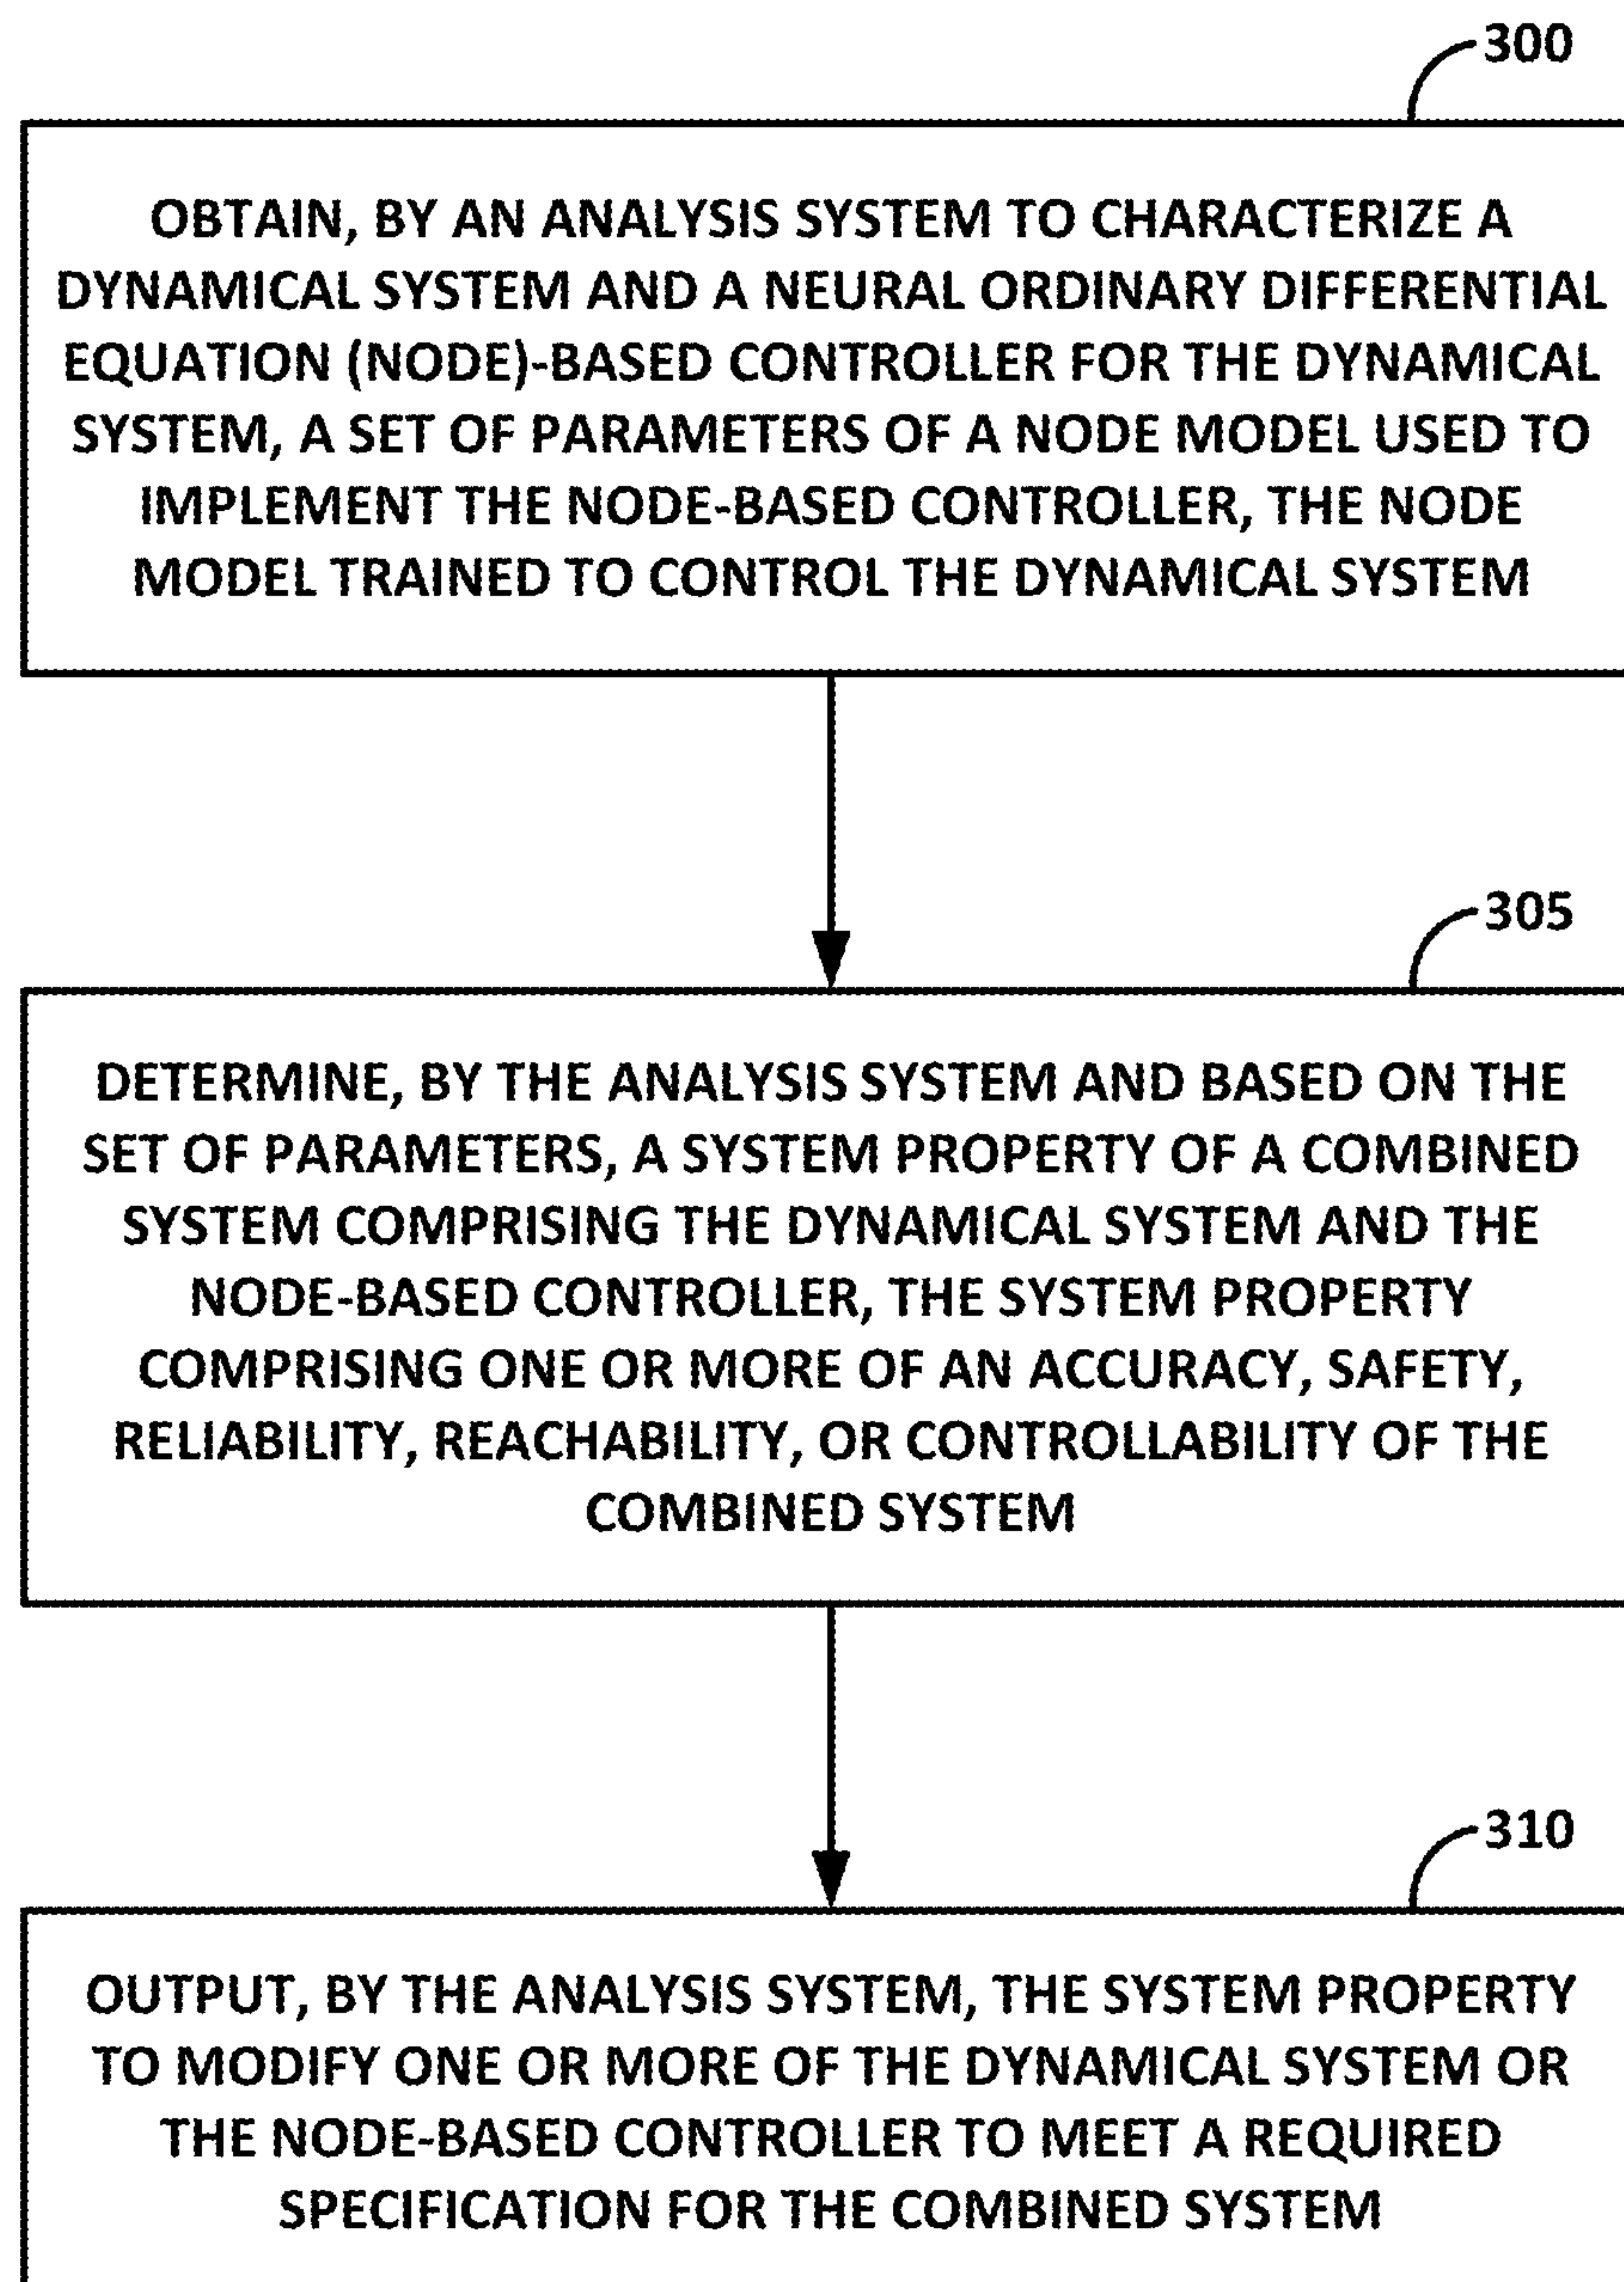 300
OBTAIN, BY AN ANALYSIS SYSTEM TO CHARACTERIZE A
DYNAMICAL SYSTEM AND A NEURAL ORDINARY DIFFERENTIAL
EQUATION (NODE)-BASED CONTROLLER FOR THE DYNAMICAL
SYSTEM, A SET OF PARAMETERS OF A NODE MODEL USED TO
IMPLEMENT THE NODE-BASED CONTROLLER, THE NODE
MODEL TRAINED TO CONTROL THE DYNAMICAL SYSTEM
305
DETERMINE, BY THE ANALYSIS SYSTEM AND BASED ON THE
SET OF PARAMETERS, A SYSTEM PROPERTY OF A COMBINED
SYSTEM COMPRISING THE DYNAMICAL SYSTEM AND THE
NODE-BASED CONTROLLER, THE SYSTEM PROPERTY
COMPRISING ONE OR MORE OF AN ACCURACY, SAFETY,
RELIABILITY, REACHABILITY, OR CONTROLLABILITY OF THE
COMBINED SYSTEM
310
OUTPUT, BY THE ANALYSIS SYSTEM, THE SYSTEM PROPERTY
TO MODIFY ONE OR MORE OF THE DYNAMICAL SYSTEM OR
THE NODE-BASED CONTROLLER TO MEET A REQUIRED
SPECIFICATION FOR THE COMBINED SYSTEM